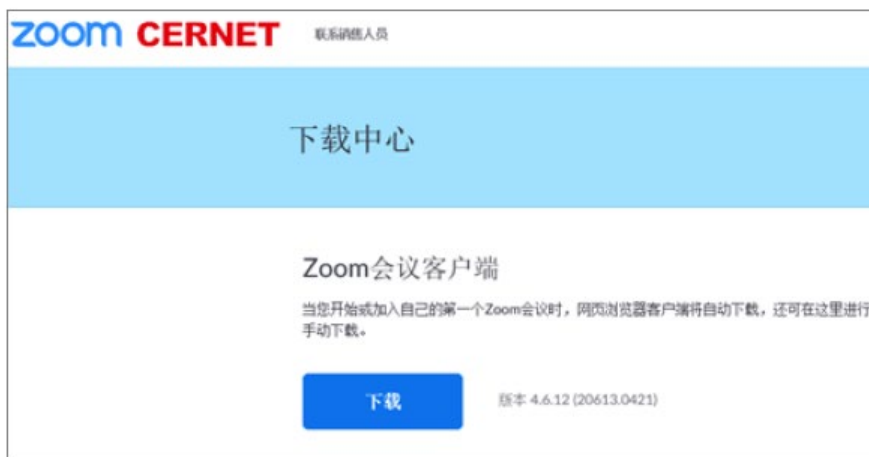 zoom CERNET 联系销售人员
下载中心
Zoom会议客户端
当您开始或加入自己的第一个Zoom会议时，网页浏览器客户端将自动下载，还可在这里进行
手动下载。
下载 版本 4.6.12 (20613.0421)